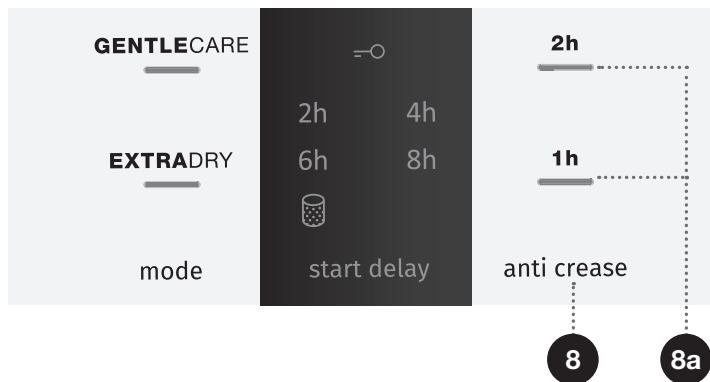 GENTLECARE
EXTRADRY
mode
2h 4h
6h 8h
start delay
2h
1h
anti crease
8 8a